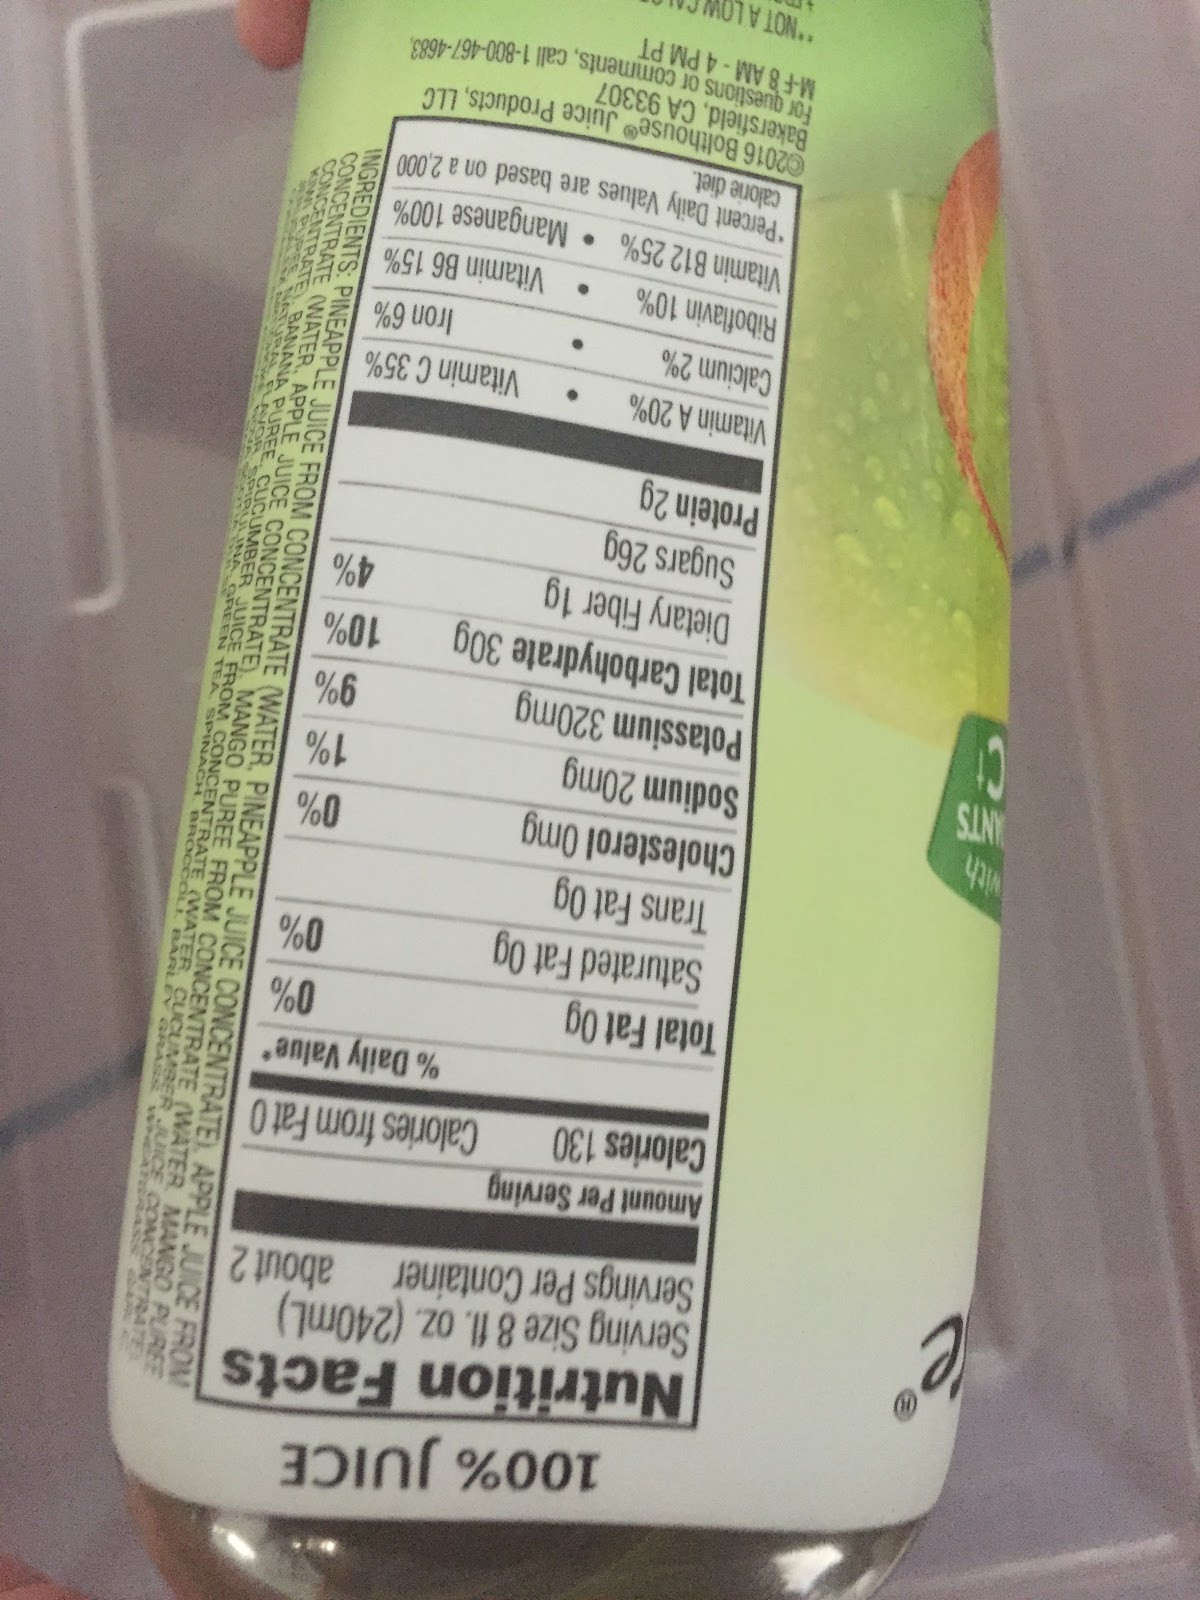 100% JUICE
Nutrition Facts
Serving Size 8 fl. oz. (240mL)
Servings Per Container about 2
Amount Per Serving
Calories 130 Calories from Fat 0
% Daily Value*
Total Fat 0g 0%
Saturated Fat 0g 0%
Trans Fat 0g
Cholesterol 0mg 0%
Sodium 20mg 1%
Potassium 320mg 9%
Total Carbohydrate 30g 10%
Dietary Fiber 1g 4%
Sugars 26g
Protein 2g
Vitamin A 20% • Vitamin C 35%
Calcium 2% • Iron 6%
Riboflavin 10% • Vitamin B6 15%
Vitamin B12 25% • Manganese 100%
*Percent Daily Values are based on a 2,000
calorie diet.
INGREDIENTS: PINEAPPLE JUICE FROM CONCENTRATE (WATER, PINEAPPLE JUICE CONCENTRATE), APPLE JUICE FROM
CONCENTRATE (WATER, APPLE JUICE CONCENTRATE), MANGO PUREE FROM CONCENTRATE (WATER, MANGO PUREE
©2016 Bolthouse® Juice Products, LLC
Bakersfield, CA 93307
For questions or comments, call 1-800-467-4683,
M-F 8 AM - 4 PM PT
**NOT A LOW
e®
with
ANTS
C†